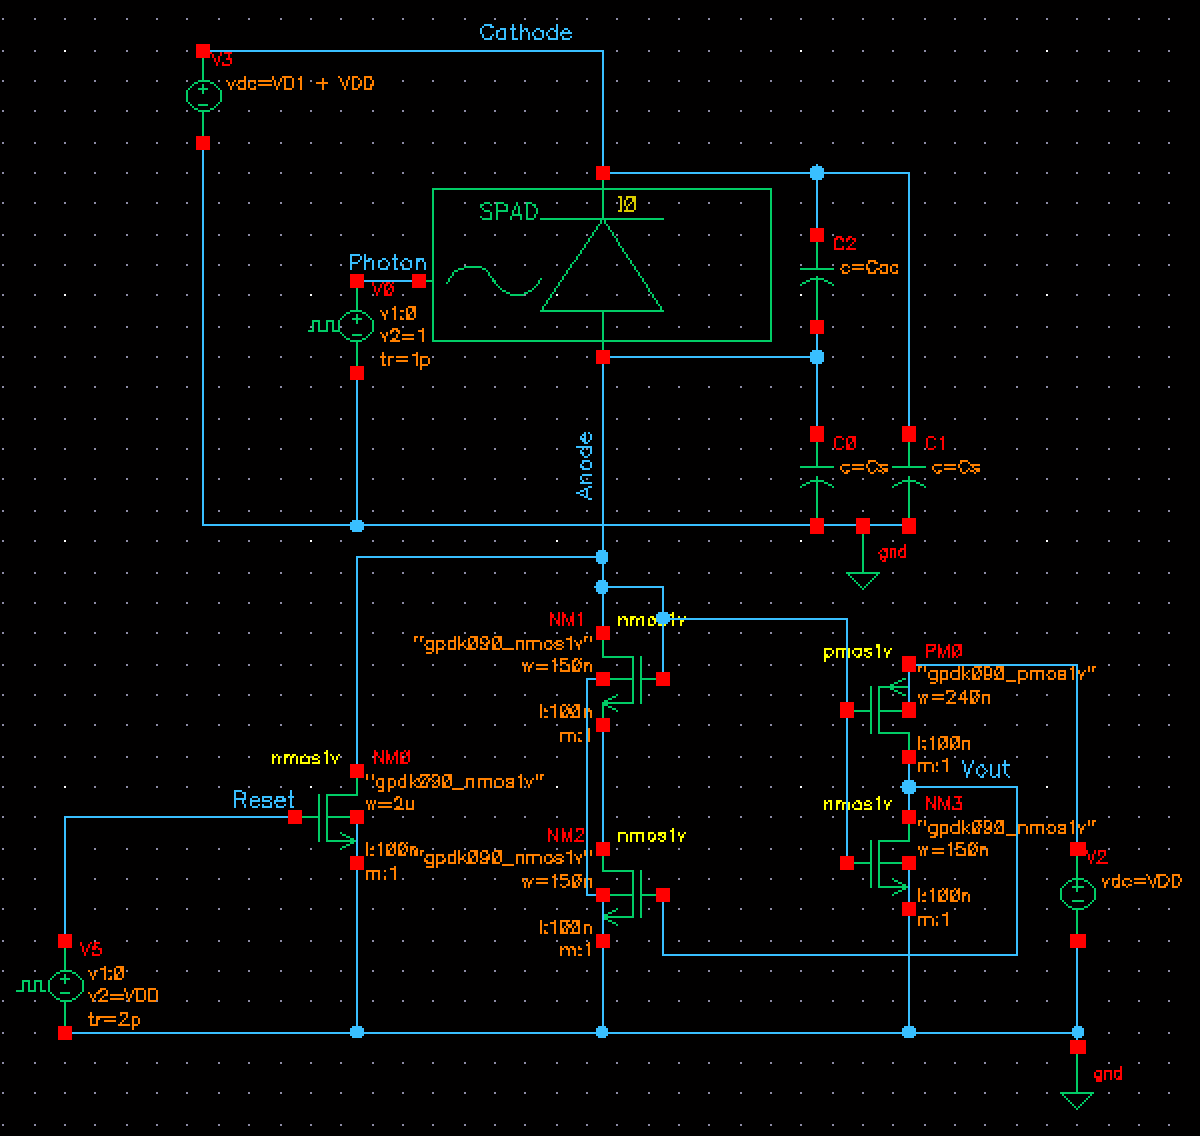 Cathode
V3
vdc=VD1 + VDD
I0
SPAD
C2
c=Cac
Photon
V0
v1:0
v2=1
tr=1p
Anode
C0
c=Cs
C1
c=Cs
gnd
NM1
nmos1v
"gpdk090_nmos1v"
w=150n
l:100n
m:1
pmos1v
PM0
"gpdk090_pmos1v"
w=240n
l:100n
m:1
Vout
nmos1v
NM0
"gpdk090_nmos1v"
w=2u
l:100n
m:1
Reset
NM2
nmos1v
"gpdk090_nmos1v"
w=150n
l:100n
m:1
nmos1v
NM3
"gpdk090_nmos1v"
w=150n
l:100n
m:1
V2
vdc=VDD
V5
v1:0
v2=VDD
tr=2p
gnd